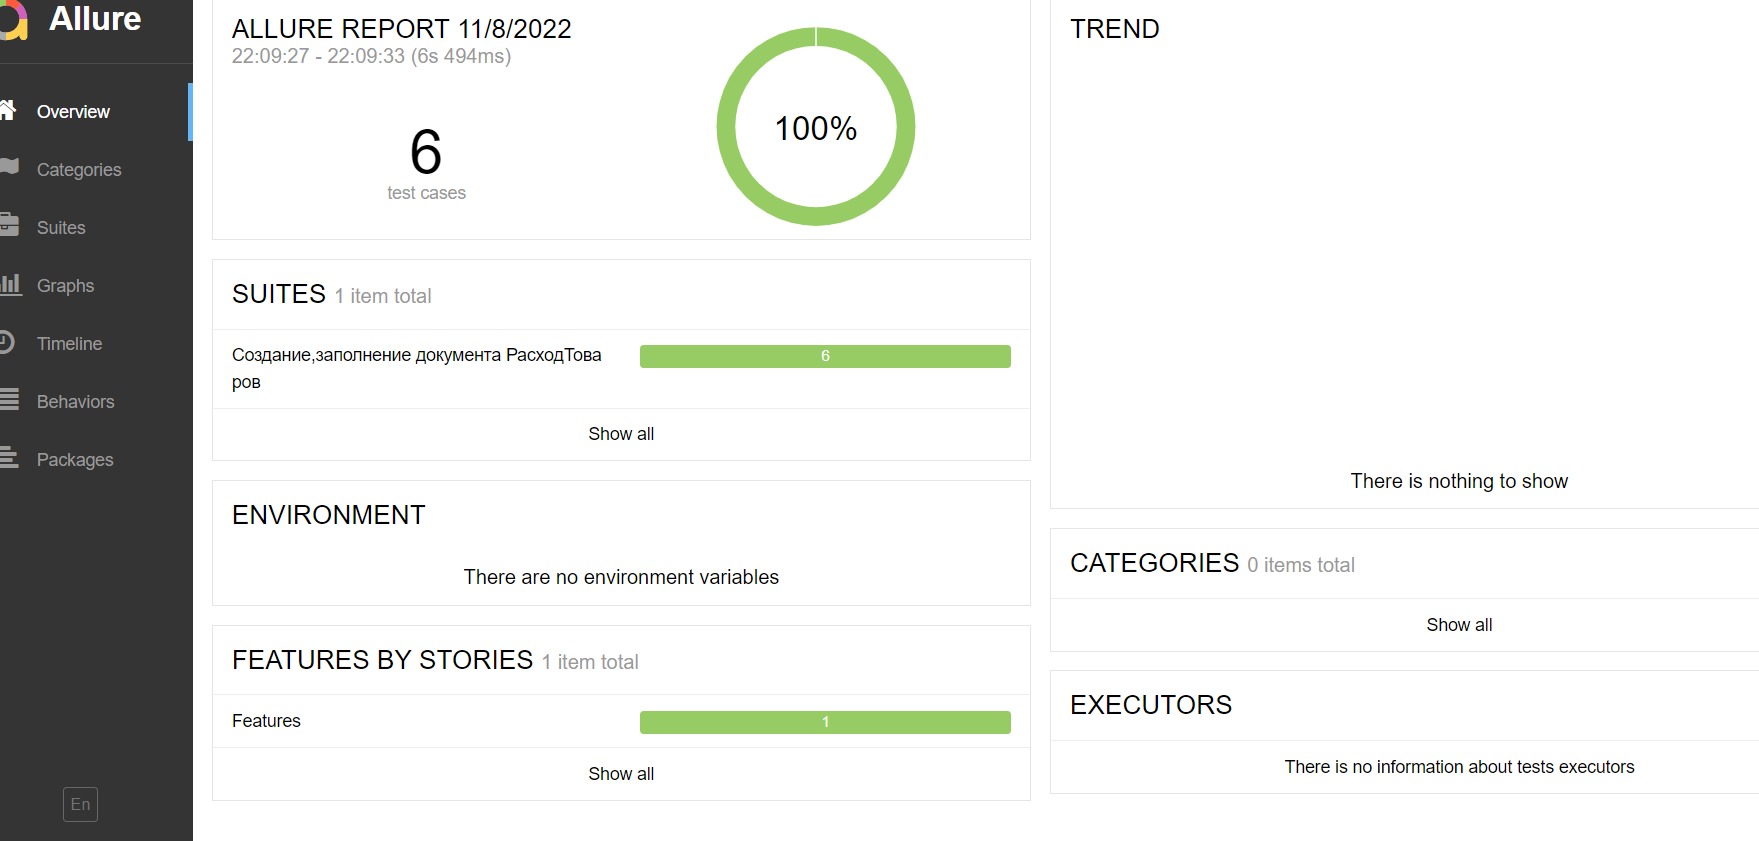 Allure
Overview
Categories
Suites
Graphs
Timeline
Behaviors
Packages
En
ALLURE REPORT 11/8/2022
22:09:27 - 22:09:33 (6s 494ms)
6
test cases
100%
SUITES 1 item total
Создание,заполнение документа РасходТова
ров
6
Show all
ENVIRONMENT
There are no environment variables
FEATURES BY STORIES 1 item total
Features
1
Show all
TREND
There is nothing to show
CATEGORIES 0 items total
Show all
EXECUTORS
There is no information about tests executors